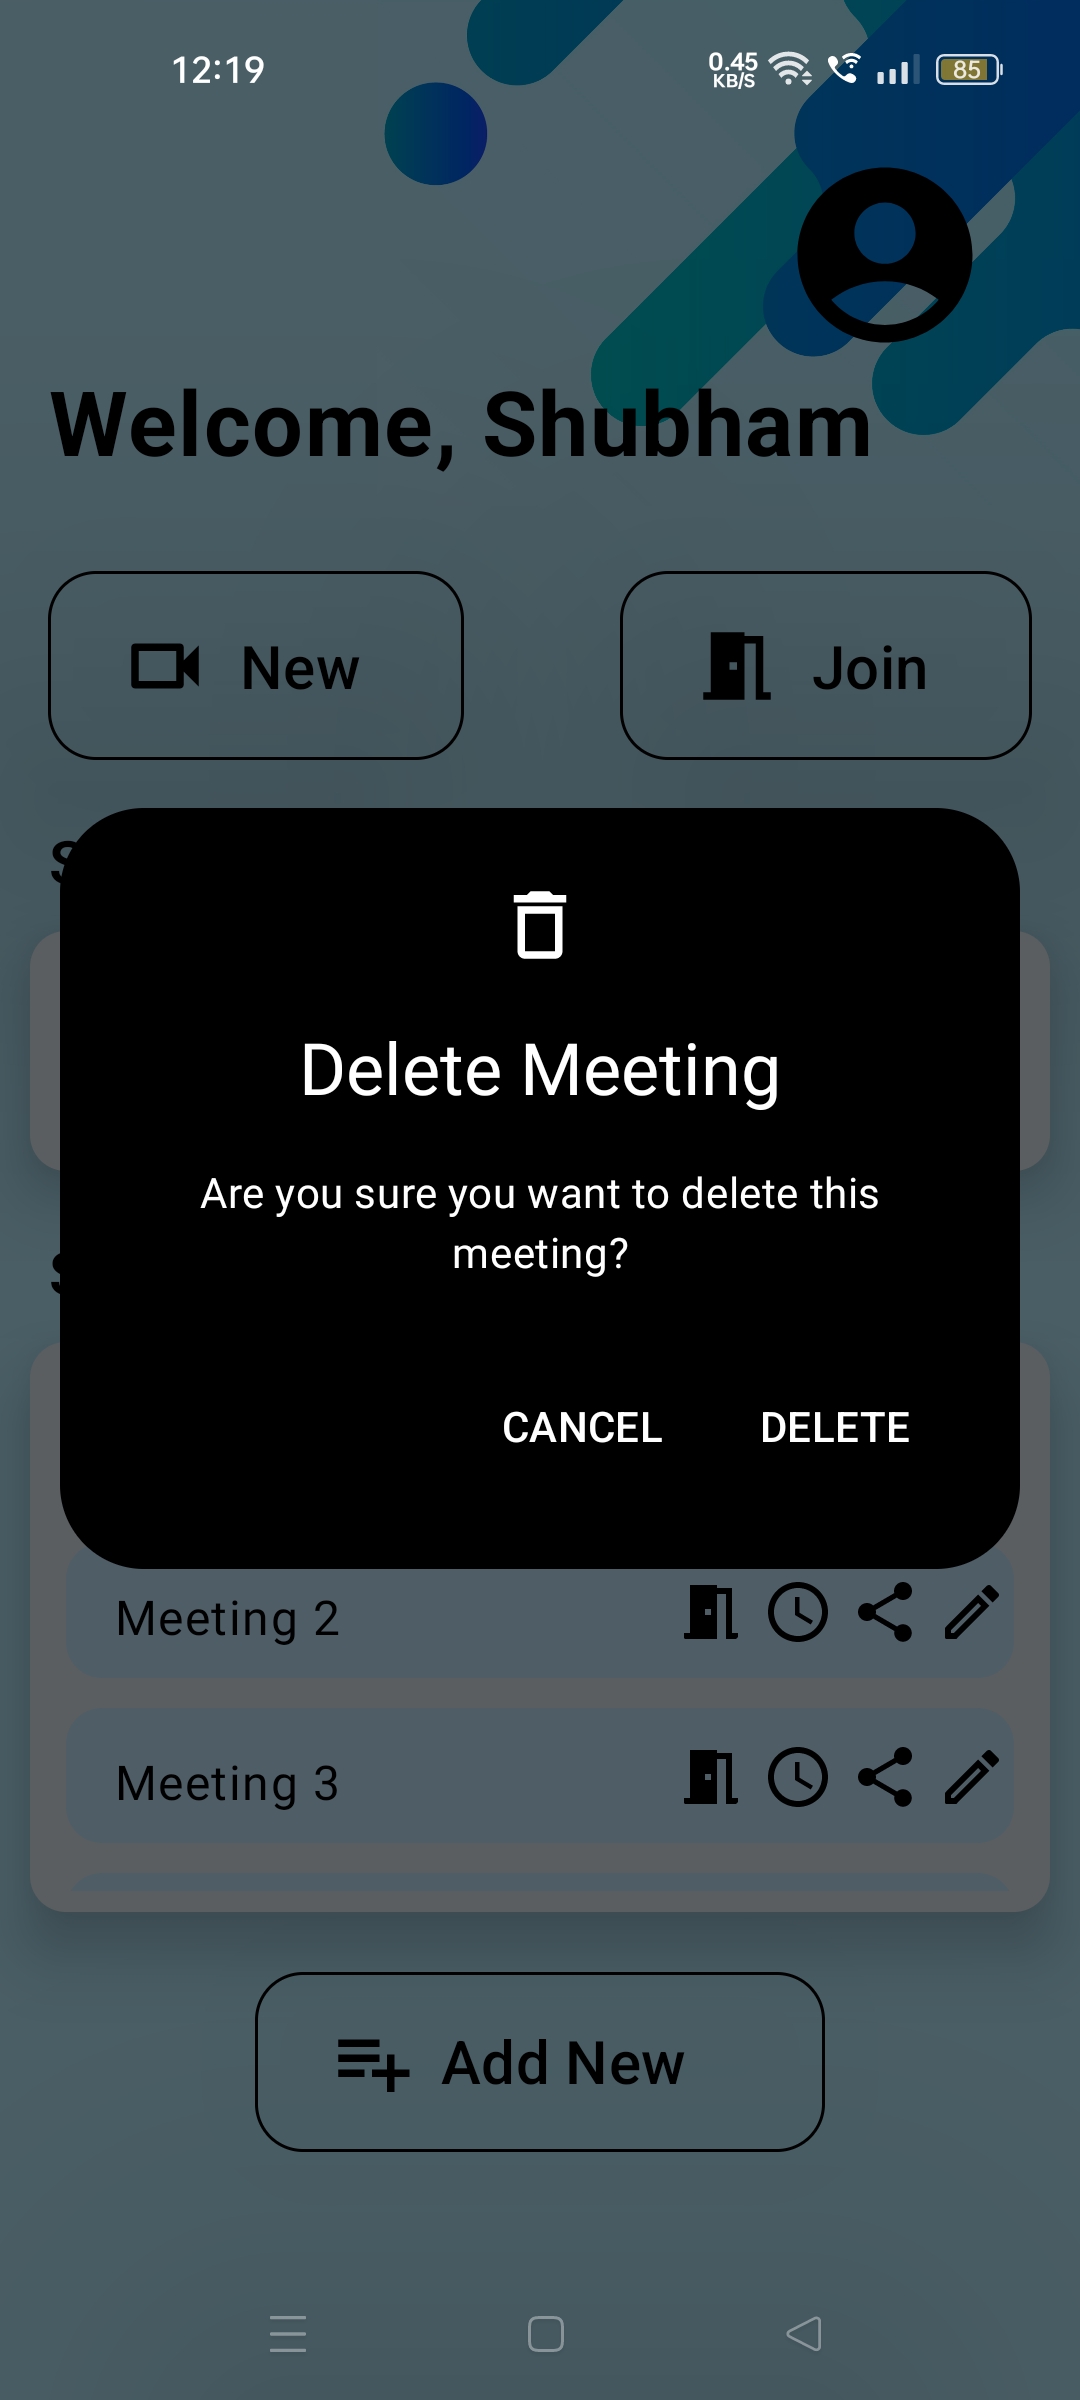 12:19
0.45
KB/S
85
Welcome, Shubham
New
Join
Delete Meeting
Are you sure you want to delete this
meeting?
CANCEL
DELETE
Meeting 2
Meeting 3
Add New